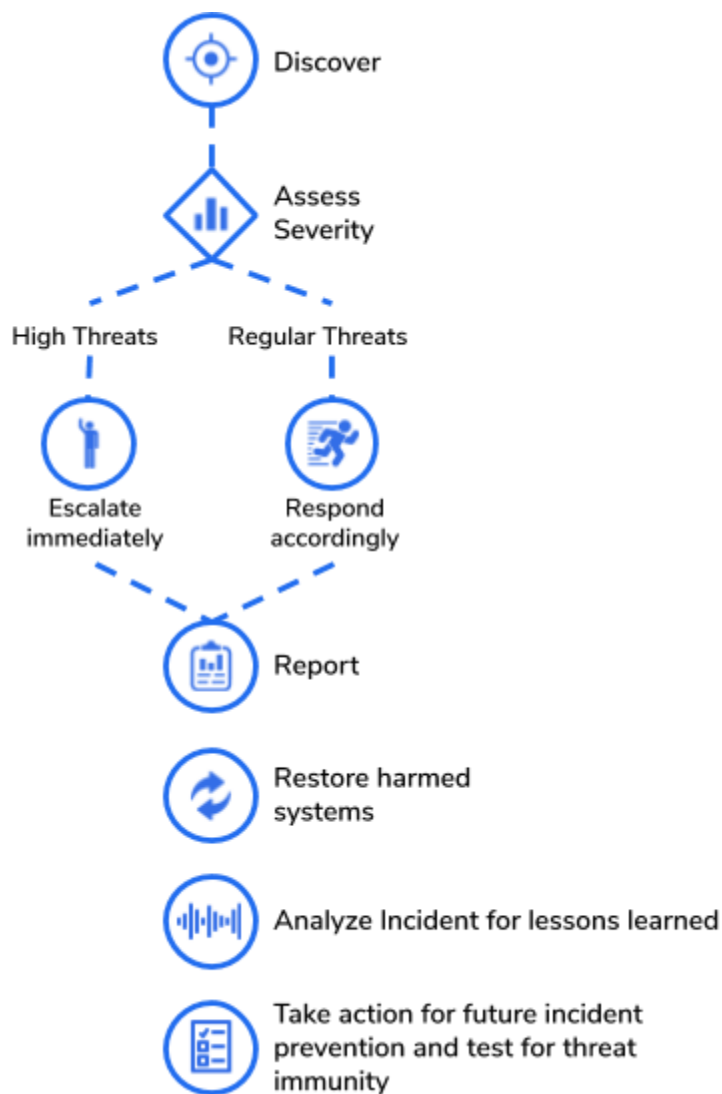 Discover
Assess
Severity
High Threats
Regular Threats
Escalate
immediately
Respond
accordingly
Report
Restore harmed
systems
Analyze Incident for lessons learned
Take action for future incident
prevention and test for threat
immunity